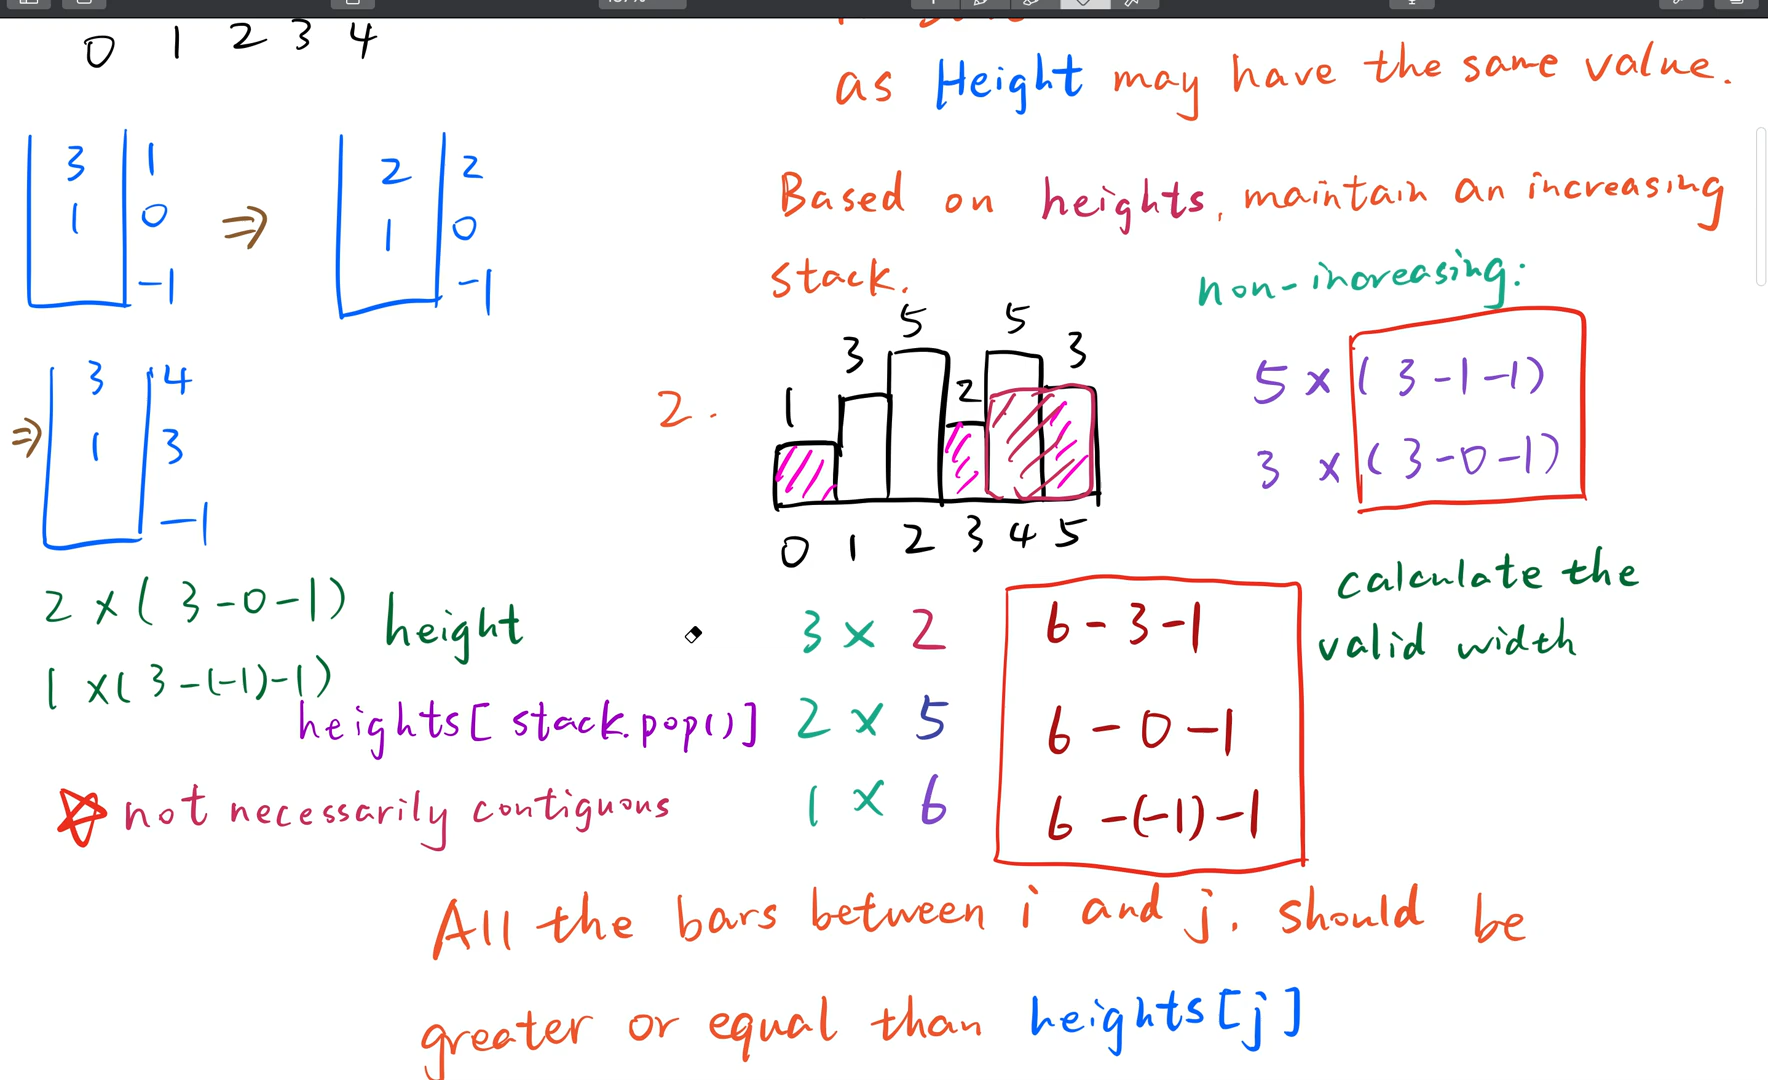 0 1 2 3 4
as Height may have the same value.
Based on heights, maintain an increasing
stack.
3 1
1 0
-1
⇒
2 2
1 0
-1
⇒
3 4
1 3
-1
non-increasing:
5 × (3-1-1)
3 × (3-0-1)
2.
1 3 5 2 5 3
0 1 2 3 4 5
calculate the
valid width
2 × (3-0-1)
1 × (3-(-1)-1)
height
heights[stack.pop()]
not necessarily contiguous
3 × 2 6-3-1
2 × 5 6-0-1
1 × 6 6-(-1)-1
All the bars between i and j, should be
greater or equal than heights[j]